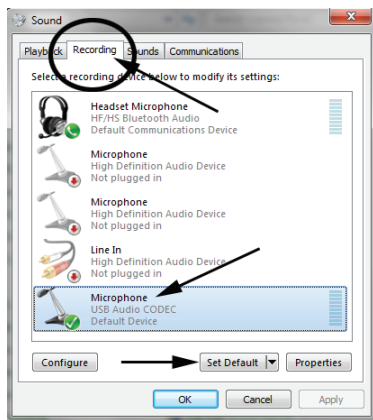 Sound
Playback Recording Sounds Communications
Select a recording device below to modify its settings:
Headset Microphone
HF/HS Bluetooth Audio
Default Communications Device
Microphone
High Definition Audio Device
Not plugged in
Microphone
High Definition Audio Device
Not plugged in
Line In
High Definition Audio Device
Not plugged in
Microphone
USB Audio CODEC
Default Device
Configure Set Default Properties
OK Cancel Apply